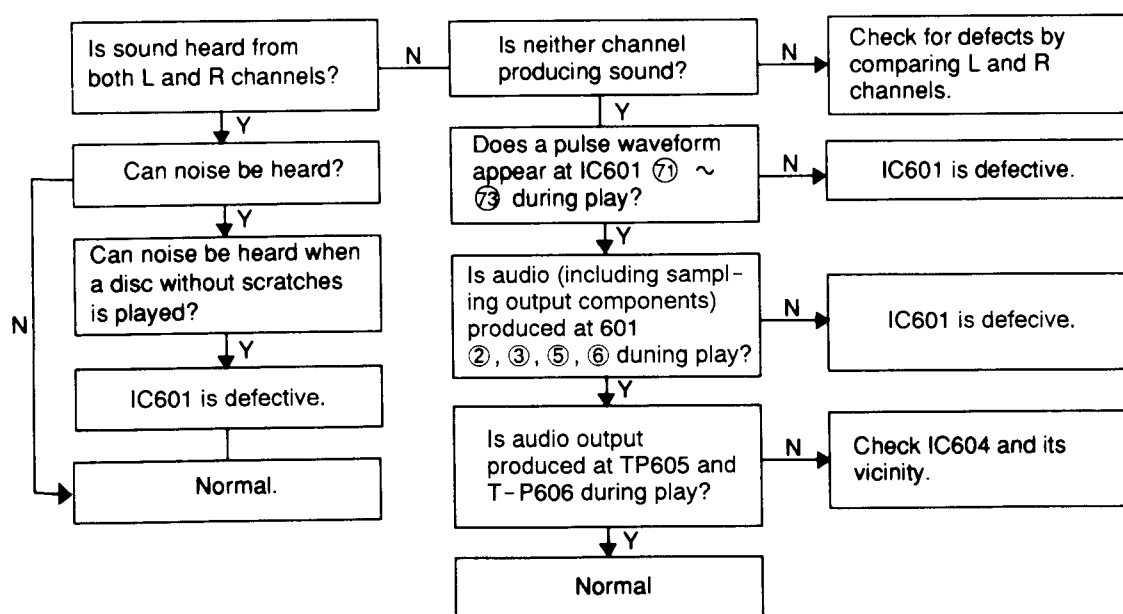 Is sound heard from
both L and R channels?
N
Is neither channel
producing sound?
N
Check for defects by
comparing L and R
channels.
Y
Can noise be heard?
Y
Does a pulse waveform
appear at IC601 ㉛ ~
㉝ during play?
N
IC601 is defective.
Y
Can noise be heard when
a disc without scratches
is played?
N
Y
Is audio (including sampl-
ing output components)
produced at 601
②, ③, ⑤, ⑥ duning play?
N
IC601 is defecive.
Y
IC601 is defective.
Normal.
Is audio output
produced at TP605 and
T-P606 during play?
N
Check IC604 and its
vicinity.
Y
Normal